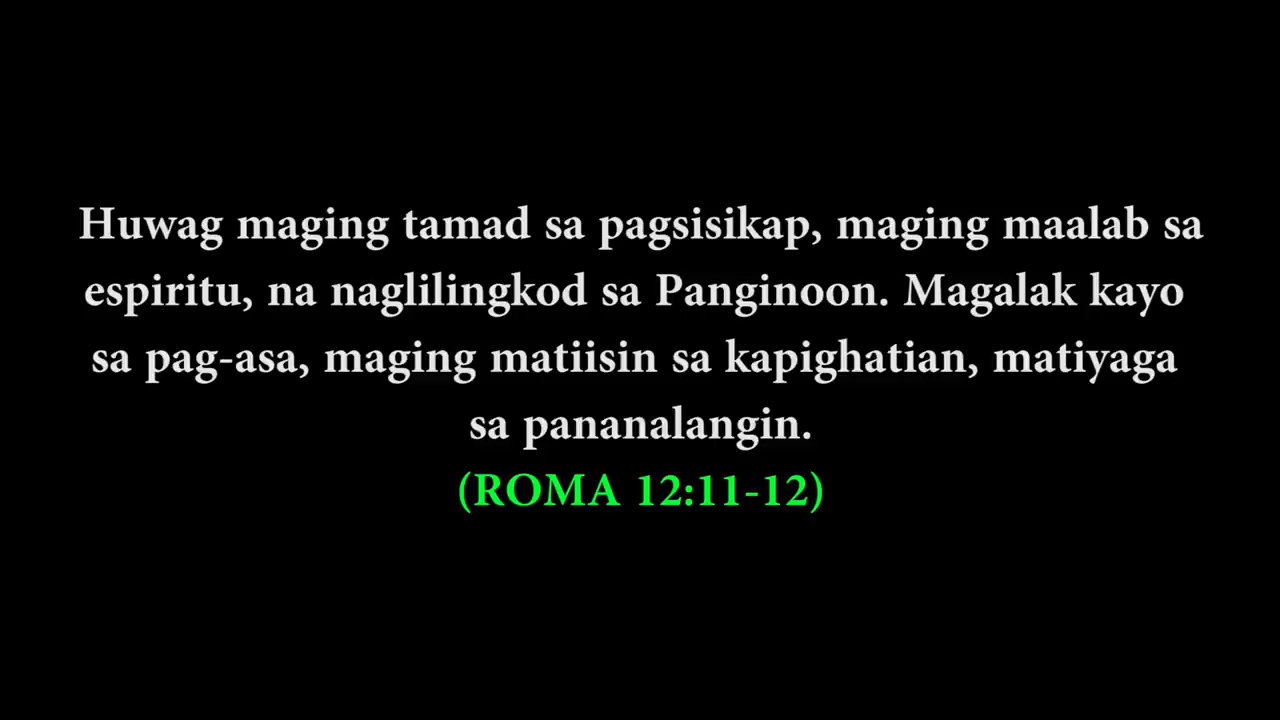 Huwag maging tamad sa pagsisikap, maging maalab sa
espiritu, na naglilingkod sa Panginoon. Magalak kayo
sa pag-asa, maging matiisin sa kapighatian, matiyaga
sa pananalangin.
(ROMA 12:11-12)